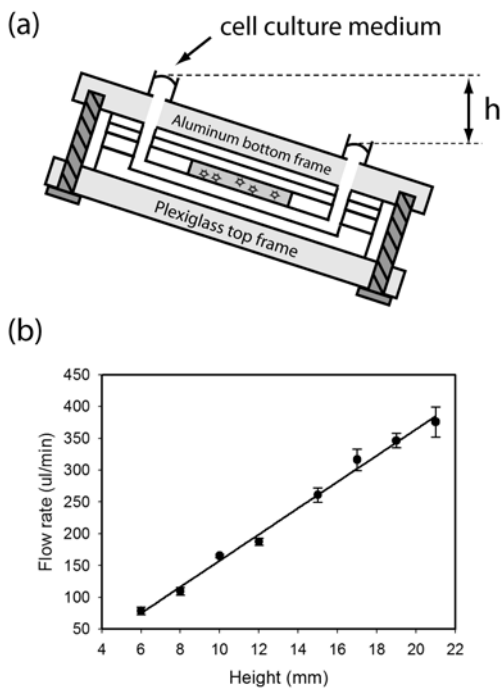 (a)
cell culture medium
h
Aluminum bottom frame
Plexiglass top frame
(b)
450
400
350
300
250
200
150
100
50
Flow rate (ul/min)
4 6 8 10 12 14 16 18 20 22
Height (mm)